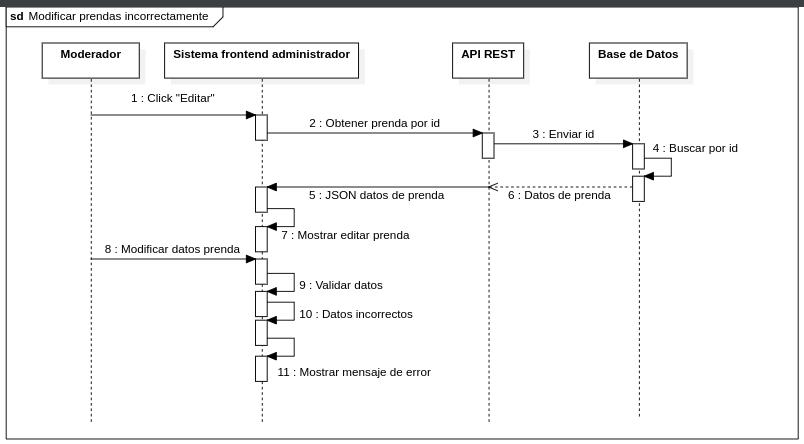 sd Modificar prendas incorrectamente
Moderador
Sistema frontend administrador
API REST
Base de Datos
1 : Click "Editar"
2 : Obtener prenda por id
3 : Enviar id
4 : Buscar por id
5 : JSON datos de prenda
6 : Datos de prenda
7 : Mostrar editar prenda
8 : Modificar datos prenda
9 : Validar datos
10 : Datos incorrectos
11 : Mostrar mensaje de error